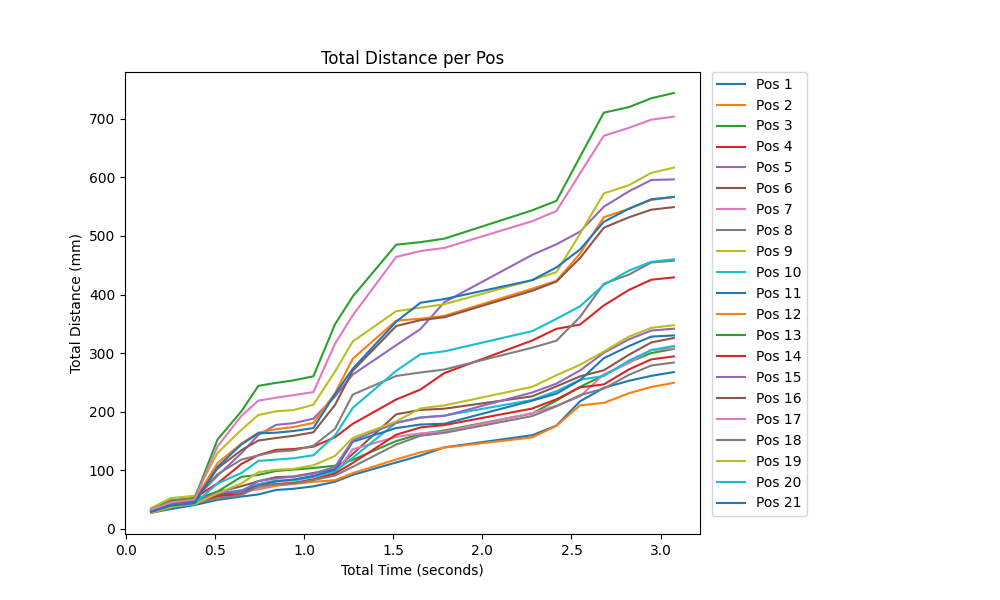 Total Distance per Pos
Total Distance (mm)
700
600
500
400
300
200
100
0
0.0 0.5 1.0 1.5 2.0 2.5 3.0
Total Time (seconds)
Pos 1
Pos 2
Pos 3
Pos 4
Pos 5
Pos 6
Pos 7
Pos 8
Pos 9
Pos 10
Pos 11
Pos 12
Pos 13
Pos 14
Pos 15
Pos 16
Pos 17
Pos 18
Pos 19
Pos 20
Pos 21